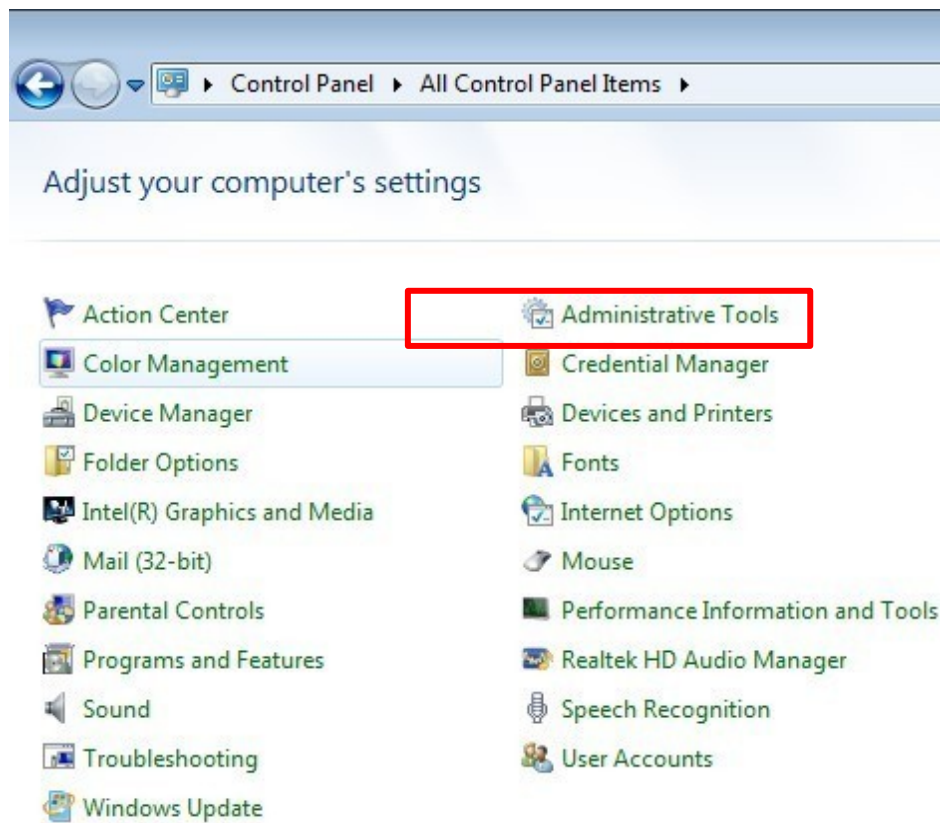 Control Panel ▸ All Control Panel Items ▸
Adjust your computer's settings
Action Center
Administrative Tools
Color Management
Credential Manager
Device Manager
Devices and Printers
Folder Options
Fonts
Intel(R) Graphics and Media
Internet Options
Mail (32-bit)
Mouse
Parental Controls
Performance Information and Tools
Programs and Features
Realtek HD Audio Manager
Sound
Speech Recognition
Troubleshooting
User Accounts
Windows Update